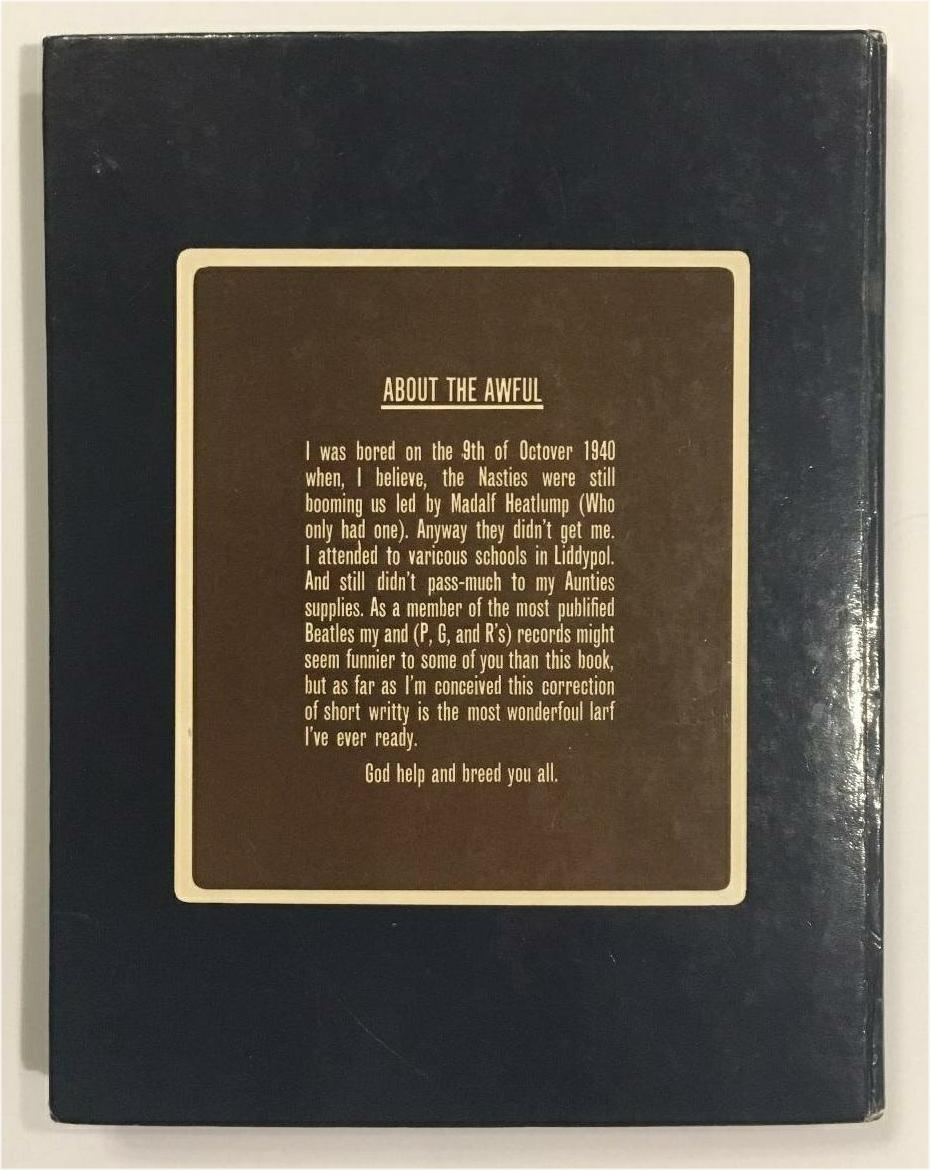 ABOUT THE AWFUL
I was bored on the 9th of Octover 1940
when, I believe, the Nasties were still
booming us led by Madalf Heatlump (Who
only had one). Anyway they didn't get me.
I attended to varicous schools in Liddypol.
And still didn't pass-much to my Aunties
supplies. As a member of the most publified
Beatles my and (P, G, and R's) records might
seem funnier to some of you than this book,
but as far as I'm conceived this correction
of short writty is the most wonderfoul larf
I've ever ready.
God help and breed you all.